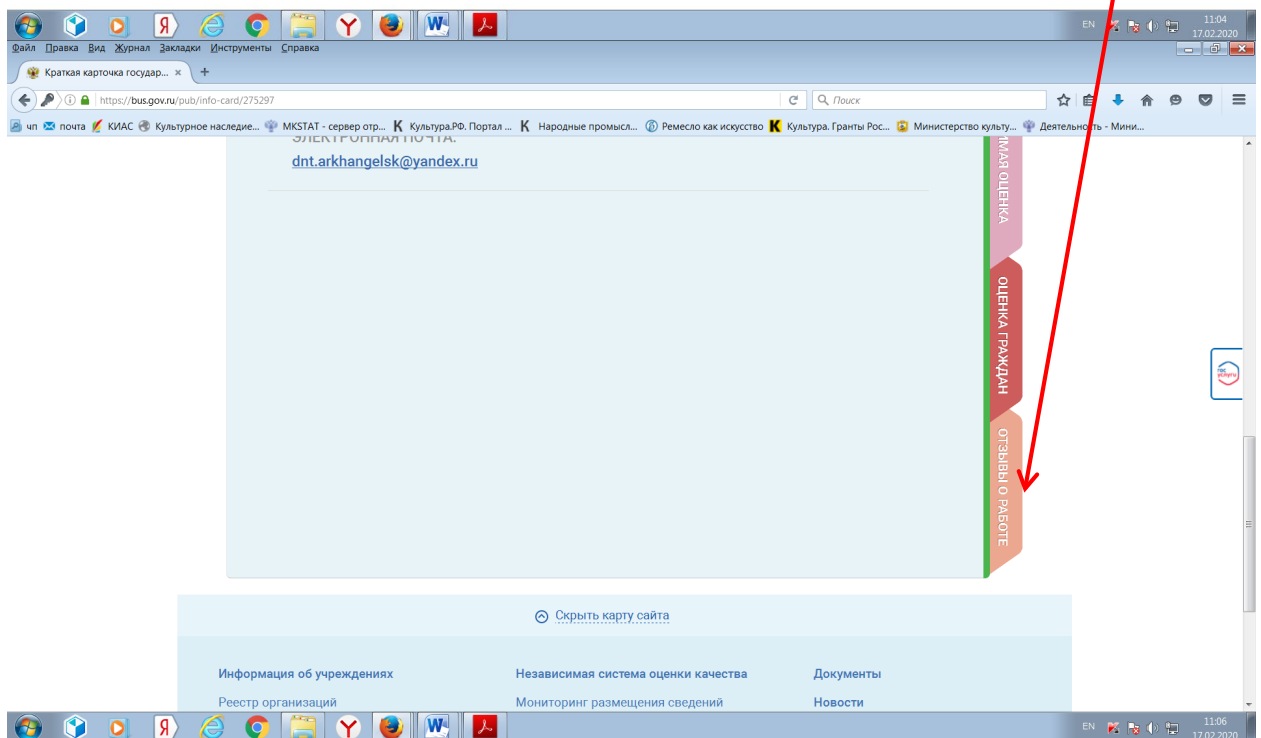 EN
11:04
17.02.2020
Файл Правка Вид Журнал Закладки Инструменты Справка
Краткая карточка государ... × +
https://bus.gov.ru/pub/info-card/275297
Поиск
чп почта КИАС Культурное наследие... MKSTAT - сервер отр... Культура.РФ. Портал ... Народные промысл... Ремесло как искусство Культура. Гранты Рос... Министерство культу... Деятельность - Мини...
ЭЛЕКТРОННАЯ ПОЧТА:
dnt.arkhangelsk@yandex.ru
ОЦЕНКА
ОЦЕНКА ГРАЖДАН
ОТЗЫВЫ О РАБОТЕ
гос
услуги
Скрыть карту сайта
Информация об учреждениях Независимая система оценки качества Документы
Реестр организаций Мониторинг размещения сведений Новости
EN
11:06
17.02.2020